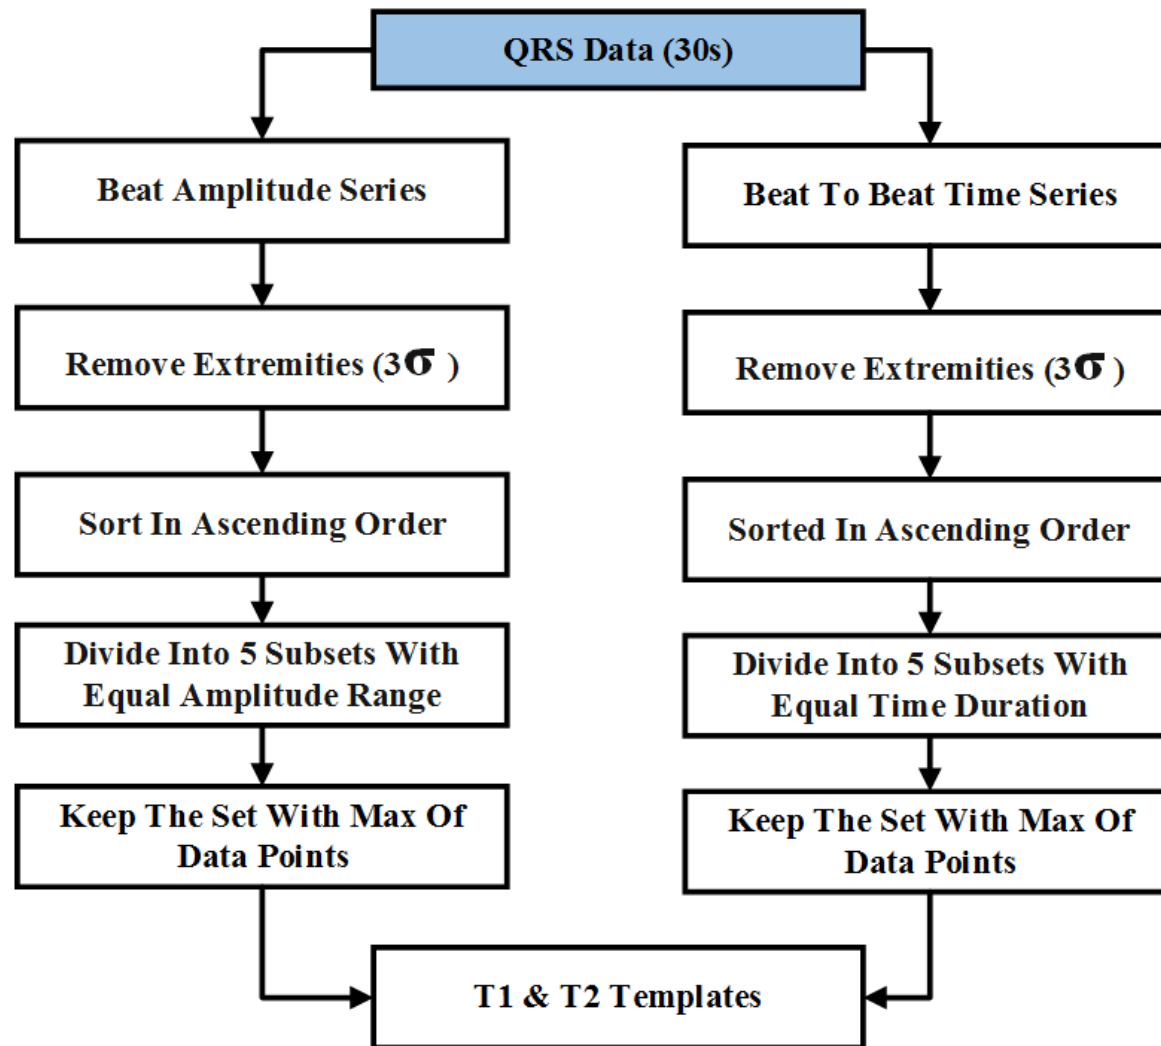 QRS Data (30s)
Beat Amplitude Series
Remove Extremities (3σ )
Sort In Ascending Order
Divide Into 5 Subsets With
Equal Amplitude Range
Keep The Set With Max Of
Data Points
Beat To Beat Time Series
Remove Extremities (3σ )
Sorted In Ascending Order
Divide Into 5 Subsets With
Equal Time Duration
Keep The Set With Max Of
Data Points
T1 & T2 Templates